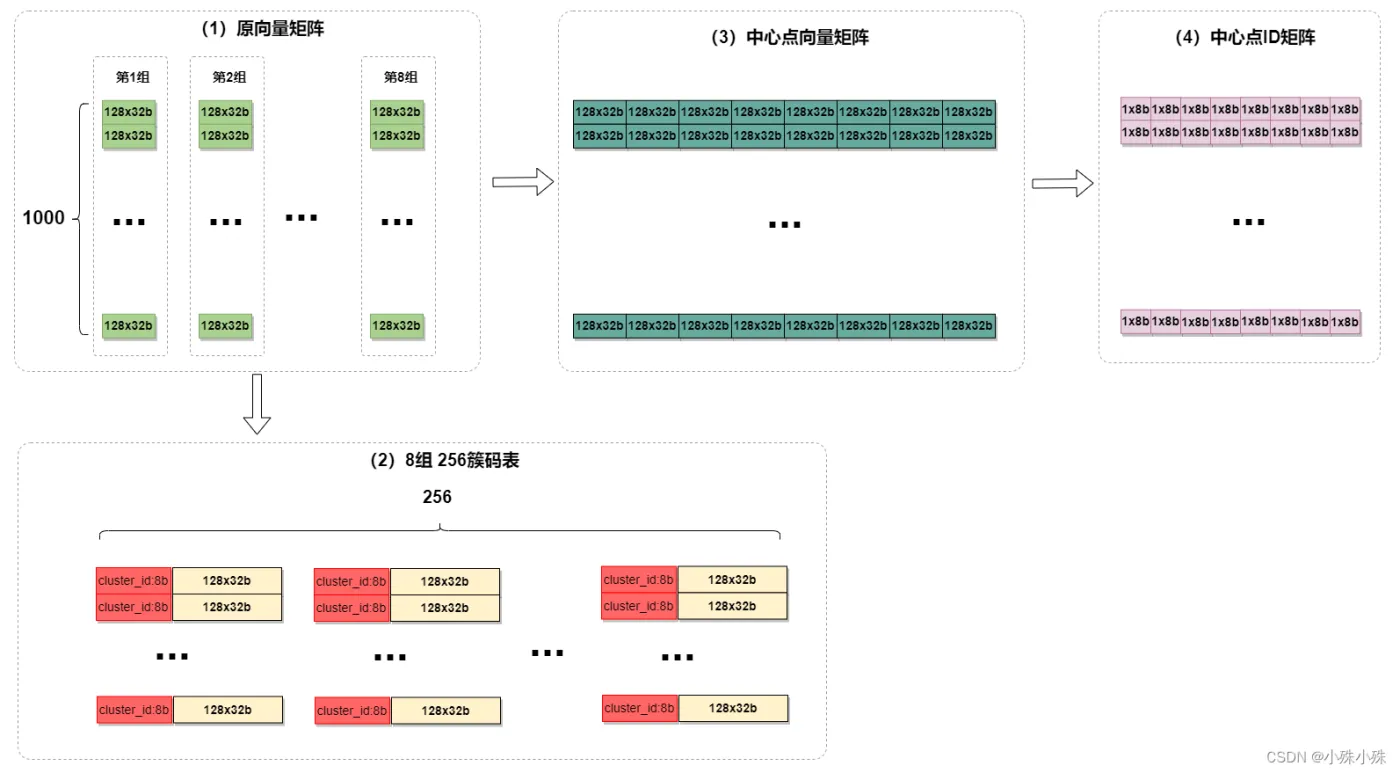 （1）原向量矩阵
第1组 第2组 第8组
128x32b 128x32b 128x32b
128x32b 128x32b 128x32b
1000 ... ... ... ...
128x32b 128x32b 128x32b
（3）中心点向量矩阵
128x32b 128x32b 128x32b 128x32b 128x32b 128x32b 128x32b 128x32b
128x32b 128x32b 128x32b 128x32b 128x32b 128x32b 128x32b 128x32b
...
128x32b 128x32b 128x32b 128x32b 128x32b 128x32b 128x32b 128x32b
（4）中心点ID矩阵
1x8b 1x8b 1x8b 1x8b 1x8b 1x8b 1x8b 1x8b
1x8b 1x8b 1x8b 1x8b 1x8b 1x8b 1x8b 1x8b
...
1x8b 1x8b 1x8b 1x8b 1x8b 1x8b 1x8b 1x8b
（2）8组 256簇码表
256
cluster_id:8b 128x32b cluster_id:8b 128x32b cluster_id:8b 128x32b
cluster_id:8b 128x32b cluster_id:8b 128x32b cluster_id:8b 128x32b
... ... ... ...
cluster_id:8b 128x32b cluster_id:8b 128x32b cluster_id:8b 128x32b
CSDN @小殊小殊